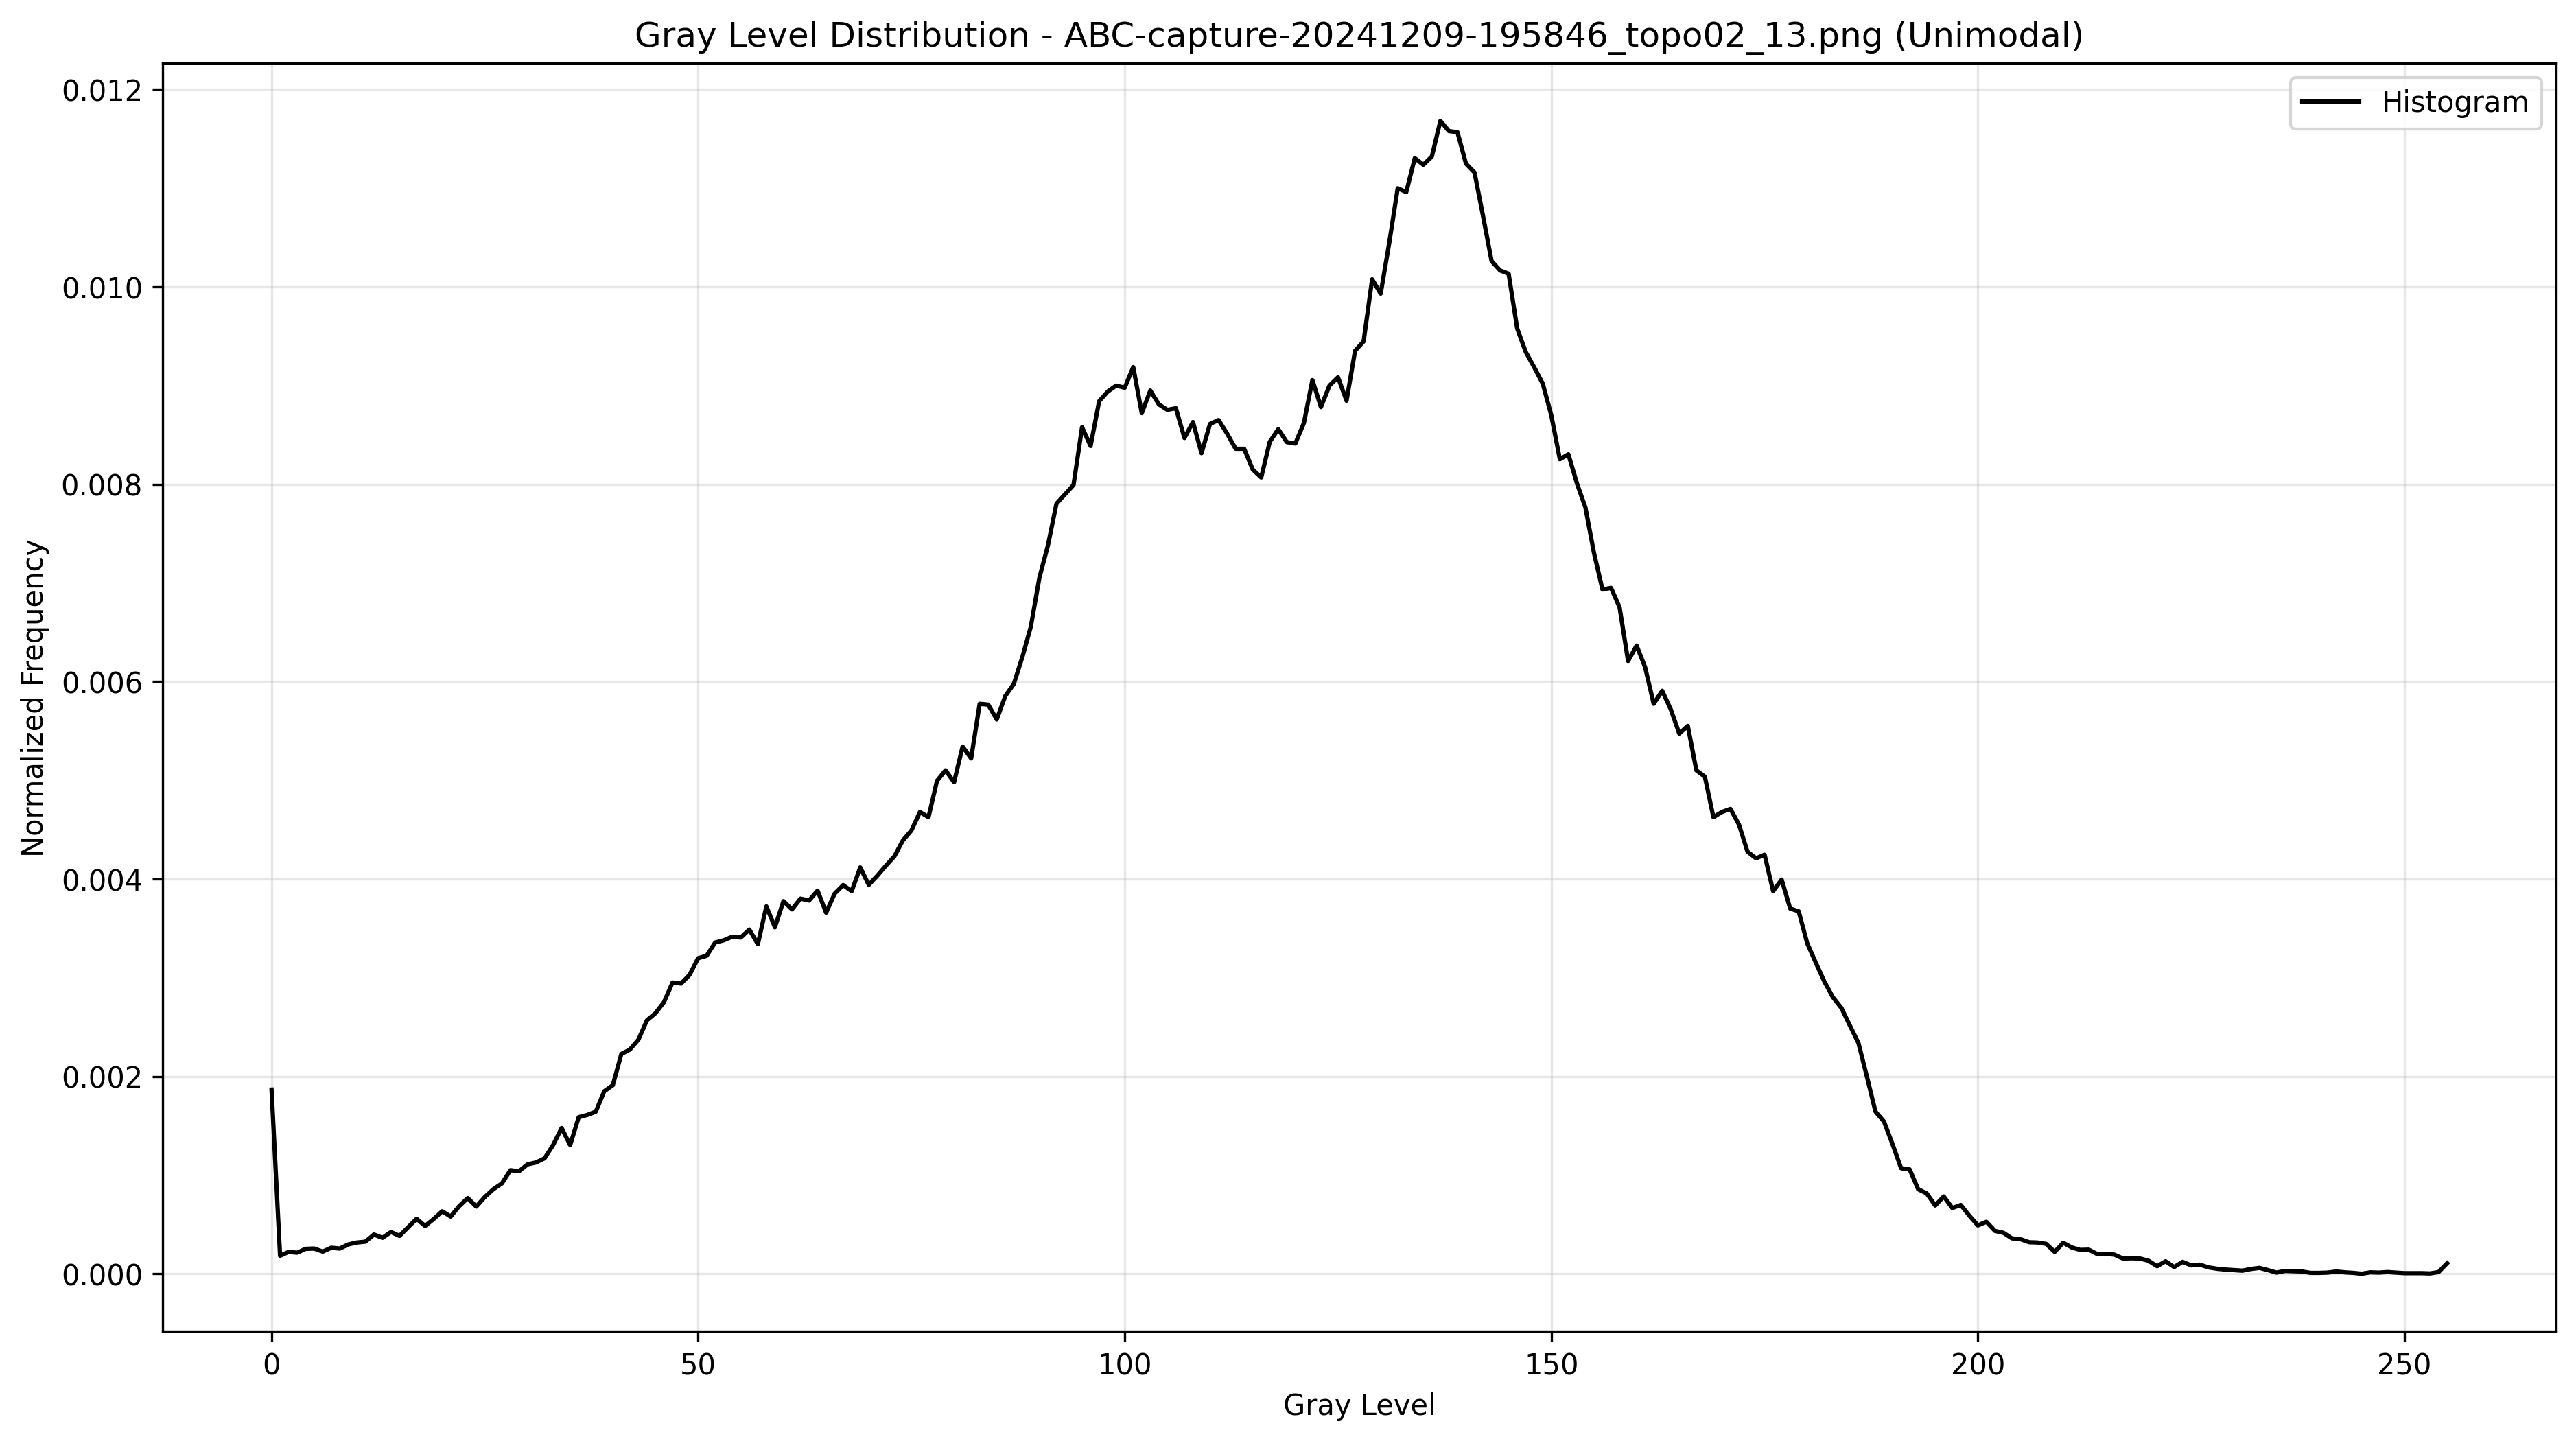 Gray Level Distribution - ABC-capture-20241209-195846_topo02_13.png (Unimodal)
Histogram
0.012
0.010
0.008
0.006
0.004
0.002
0.000
Normalized Frequency
0 50 100 150 200 250
Gray Level